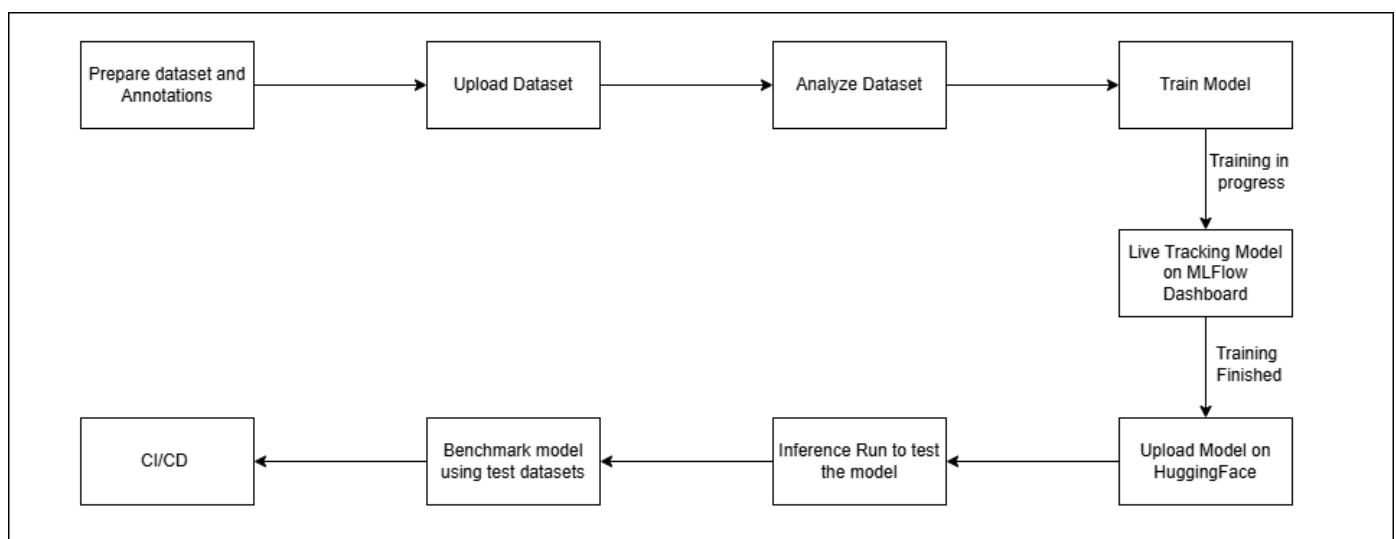 Prepare dataset and
Annotations
Upload Dataset
Analyze Dataset
Train Model
Training in
progress
Live Tracking Model
on MLFlow
Dashboard
Training
Finished
Upload Model on
HuggingFace
Inference Run to test
the model
Benchmark model
using test datasets
CI/CD